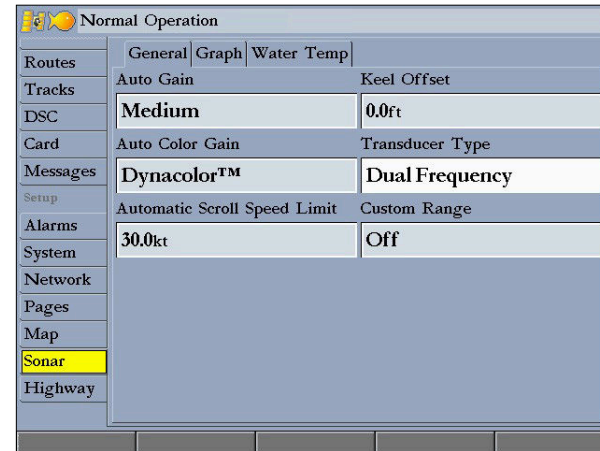 Normal Operation
Routes
Tracks
DSC
Card
Messages
Setup
Alarms
System
Network
Pages
Map
Sonar
Highway
General Graph Water Temp
Auto Gain
Medium
Auto Color Gain
Dynacolor™
Automatic Scroll Speed Limit
30.0kt
Keel Offset
0.0ft
Transducer Type
Dual Frequency
Custom Range
Off